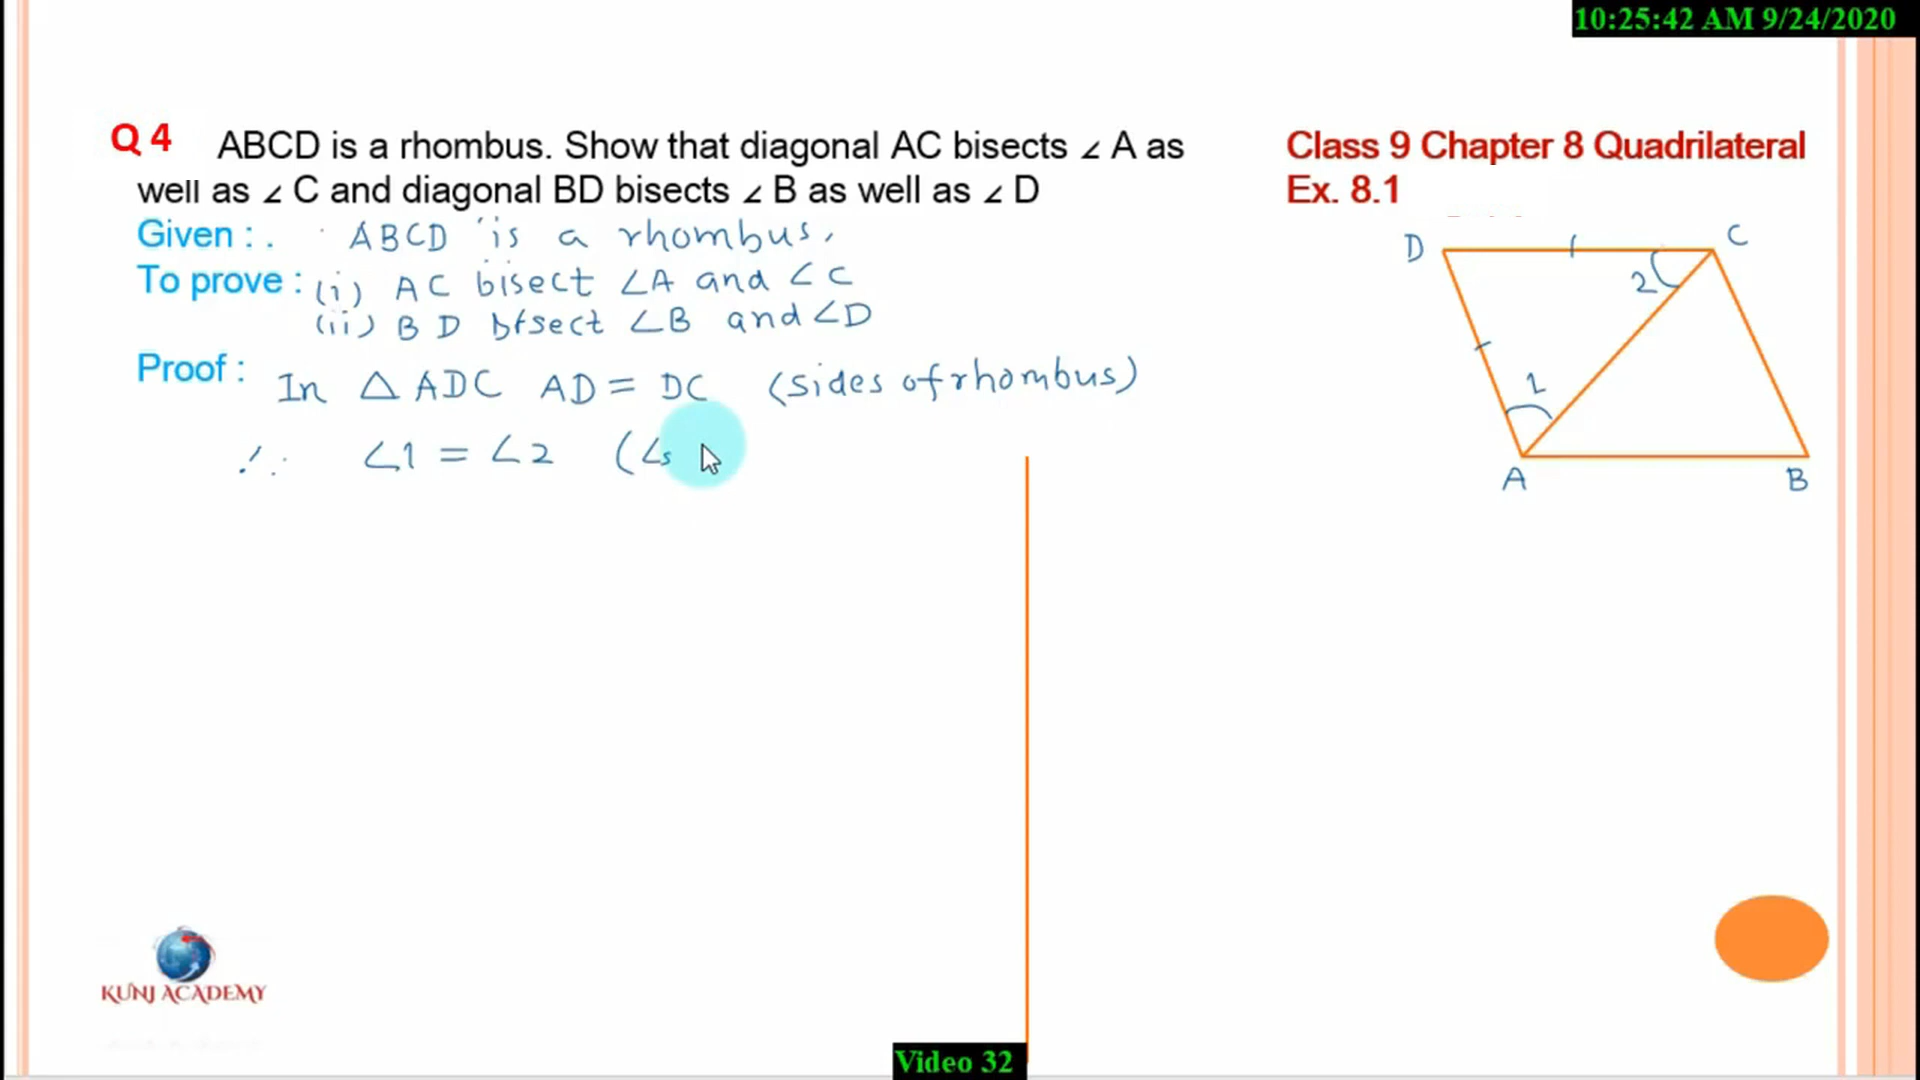 10:25:42 AM 9/24/2020
Q 4 ABCD is a rhombus. Show that diagonal AC bisects ∠ A as
well as ∠ C and diagonal BD bisects ∠ B as well as ∠ D
Class 9 Chapter 8 Quadrilateral
Ex. 8.1
Given : . ABCD is a rhombus.
To prove : (i) AC bisect ∠A and ∠C
(ii) BD bisect ∠B and ∠D
Proof : In △ ADC AD = DC (sides of rhombus)
∴ ∠1 = ∠2 (∠s
D
C
2
1
A
B
KUNJ ACADEMY
Video 32